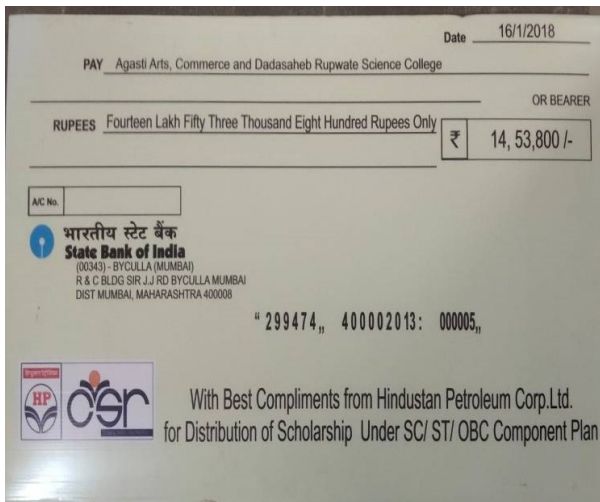 Date 16/1/2018
PAY Agasti Arts, Commerce and Dadasaheb Rupwate Science College
OR BEARER
RUPEES Fourteen Lakh Fifty Three Thousand Eight Hundred Rupees Only
₹ 14, 53,800 /-
A/C No.
भारतीय स्टेट बैंक
State Bank of India
(00343) - BYCULLA (MUMBAI)
R & C BLDG SIR J.J RD BYCULLA MUMBAI
DIST MUMBAI, MAHARASHTRA 400008
“299474„ 400002013: 000005„
HP
csr
With Best Compliments from Hindustan Petroleum Corp.Ltd.
for Distribution of Scholarship Under SC/ ST/ OBC Component Plan